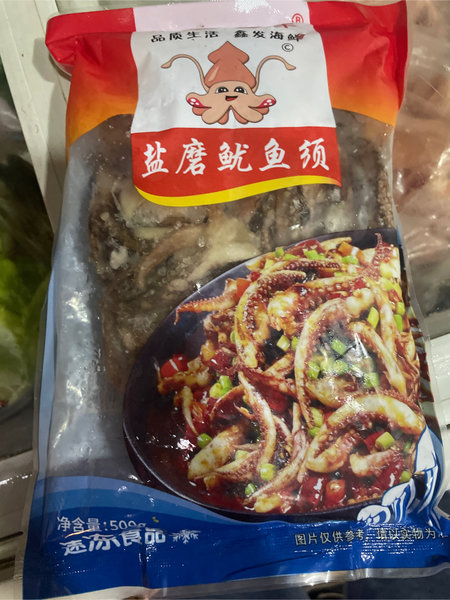 ®
品质生活 鑫发海鲜
©
盐磨鱿鱼须
净含量:500g
速冻食品
图片仅供参考 请以实物为